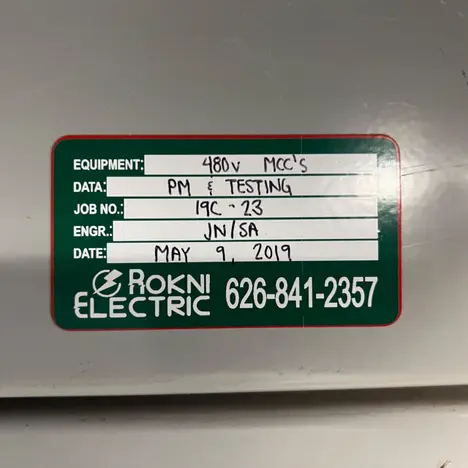 EQUIPMENT: 480V MCC'S
DATA: PM & TESTING
JOB NO.: 19C-23
ENGR.: JN/SA
DATE: MAY 9, 2019
ROKNI
ELECTRIC 626-841-2357